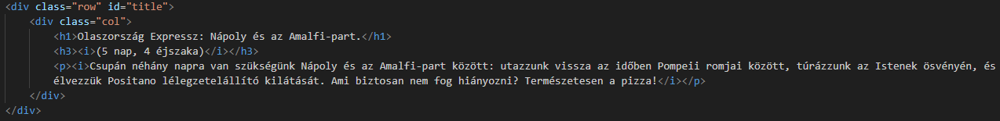 <div class="row" id="title">
<div class="col">
<h1>Olaszország Expressz: Nápoly és az Amalfi-part.</h1>
<h3><i>(5 nap, 4 éjszaka)</i></h3>
<p><i>Csupán néhány napra van szükségünk Nápoly és az Amalfi-part között: utazzunk vissza az időben Pompeii romjai között, túrázzunk az Istenek ösvényén, és
élvezzük Positano lélegzetelállító kilátását. Ami biztosan nem fog hiányozni? Természetesen a pizza!</i></p>
</div>
</div>